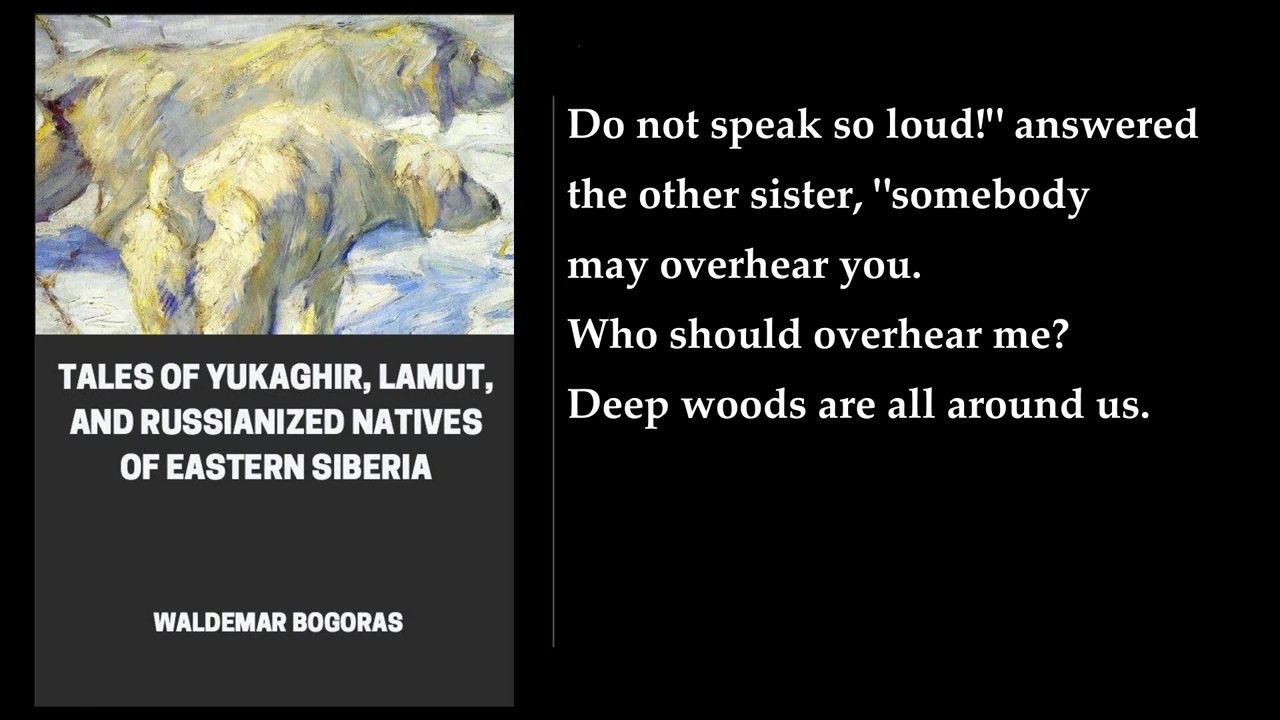 TALES OF YUKAGHIR, LAMUT,
AND RUSSIANIZED NATIVES
OF EASTERN SIBERIA
WALDEMAR BOGORAS
Do not speak so loud!" answered
the other sister, "somebody
may overhear you.
Who should overhear me?
Deep woods are all around us.